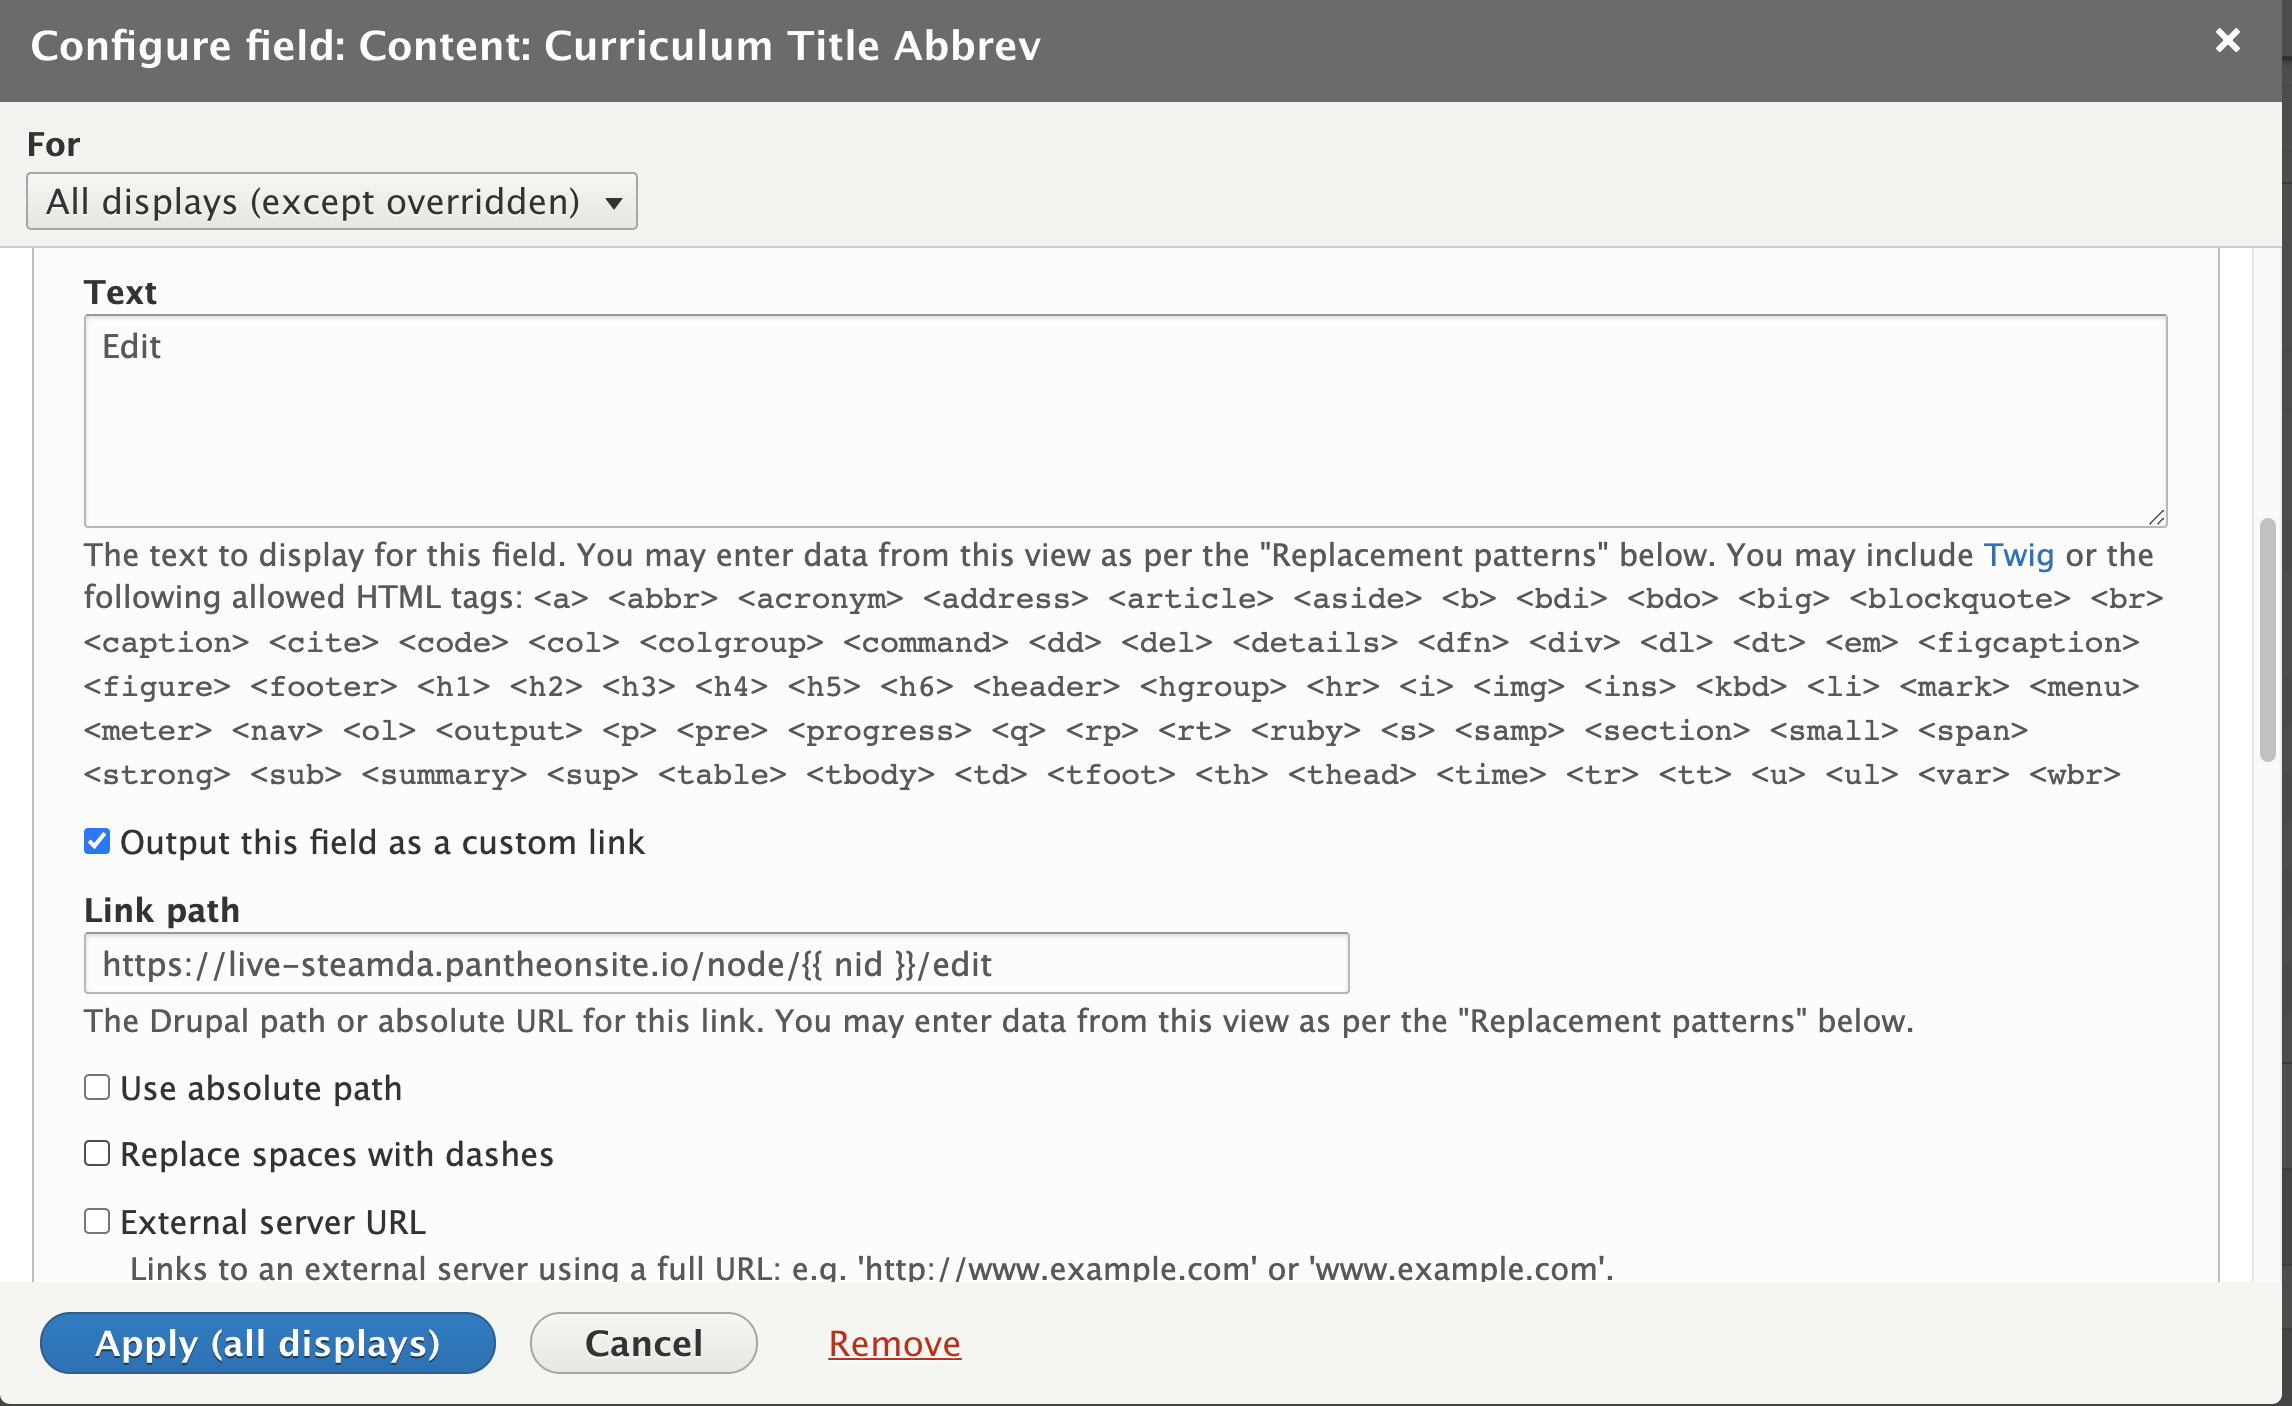 Configure field: Content: Curriculum Title Abbrev
For
All displays (except overridden)
Text
Edit
The text to display for this field. You may enter data from this view as per the "Replacement patterns" below. You may include Twig or the
following allowed HTML tags: <a> <abbr> <acronym> <address> <article> <aside> <b> <bdi> <bdo> <big> <blockquote> <br>
<caption> <cite> <code> <col> <colgroup> <command> <dd> <del> <details> <dfn> <div> <dl> <dt> <em> <figcaption>
<figure> <footer> <h1> <h2> <h3> <h4> <h5> <h6> <header> <hgroup> <hr> <i> <img> <ins> <kbd> <li> <mark> <menu>
<meter> <nav> <ol> <output> <p> <pre> <progress> <q> <rp> <rt> <ruby> <s> <samp> <section> <small> <span>
<strong> <sub> <summary> <sup> <table> <tbody> <td> <tfoot> <th> <thead> <time> <tr> <tt> <u> <ul> <var> <wbr>
Output this field as a custom link
Link path
https://live-steamda.pantheonsite.io/node/{{ nid }}/edit
The Drupal path or absolute URL for this link. You may enter data from this view as per the "Replacement patterns" below.
Use absolute path
Replace spaces with dashes
External server URL
Links to an external server using a full URL: e.g. 'http://www.example.com' or 'www.example.com'.
Apply (all displays)
Cancel
Remove